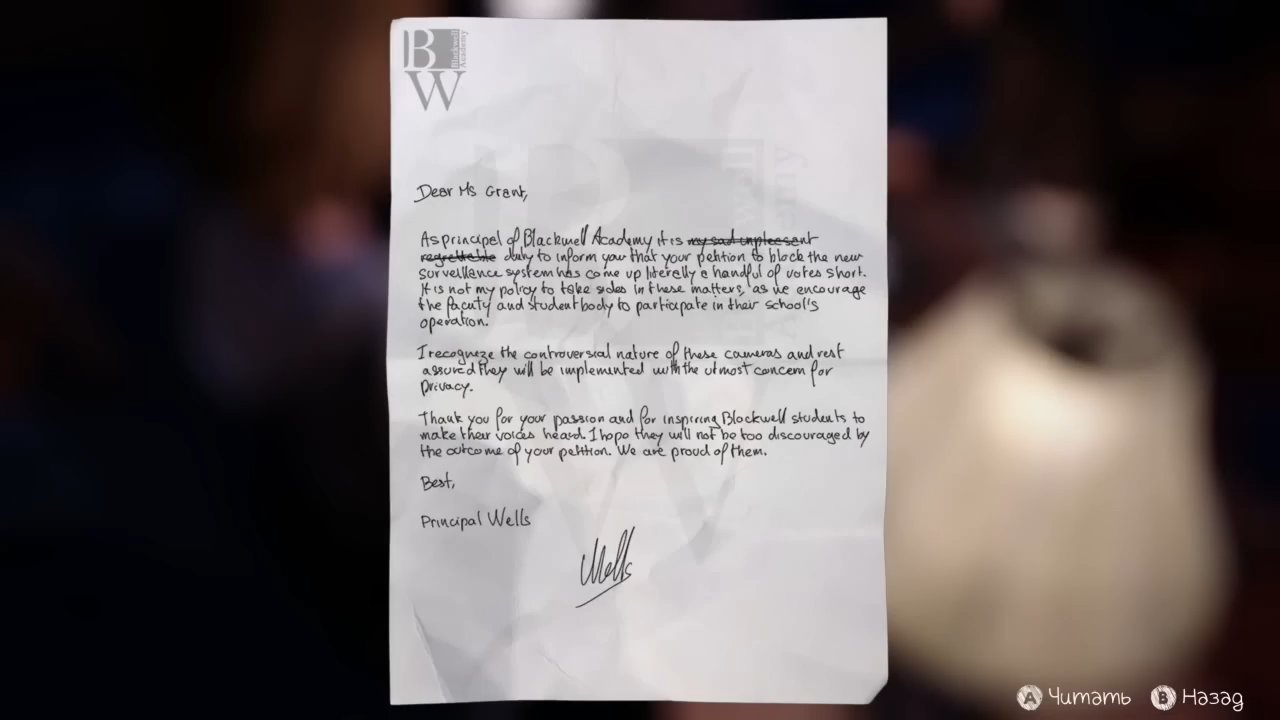 BW
Blackwell
Academy
Dear Ms Grant,
As principel of Blackwell Academy it is my sad unpleesent
regrettable duty to inform you that your petition to block the new
surveillance system has come up literally a handful of votes short.
It is not my policy to take sides in these matters, as we encourage
the facuty and student body to participate in their school's
operation.
I recogneze the controversial nature of these cameras and rest
assured they will be implemented with the utmost concern for
privacy.
Thank you for your passion and for inspiring Blackwell students to
make their voices heard. I hope they will not be too discouraged by
the outcome of your petition. We are proud of them.
Best,
Principal Wells
Wells
A Читать B Назад